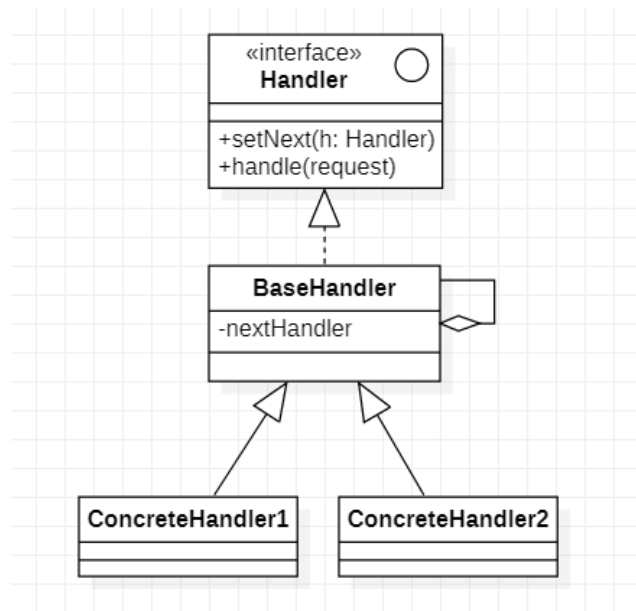 «interface»
Handler
+setNext(h: Handler)
+handle(request)
BaseHandler
-nextHandler
ConcreteHandler1
ConcreteHandler2